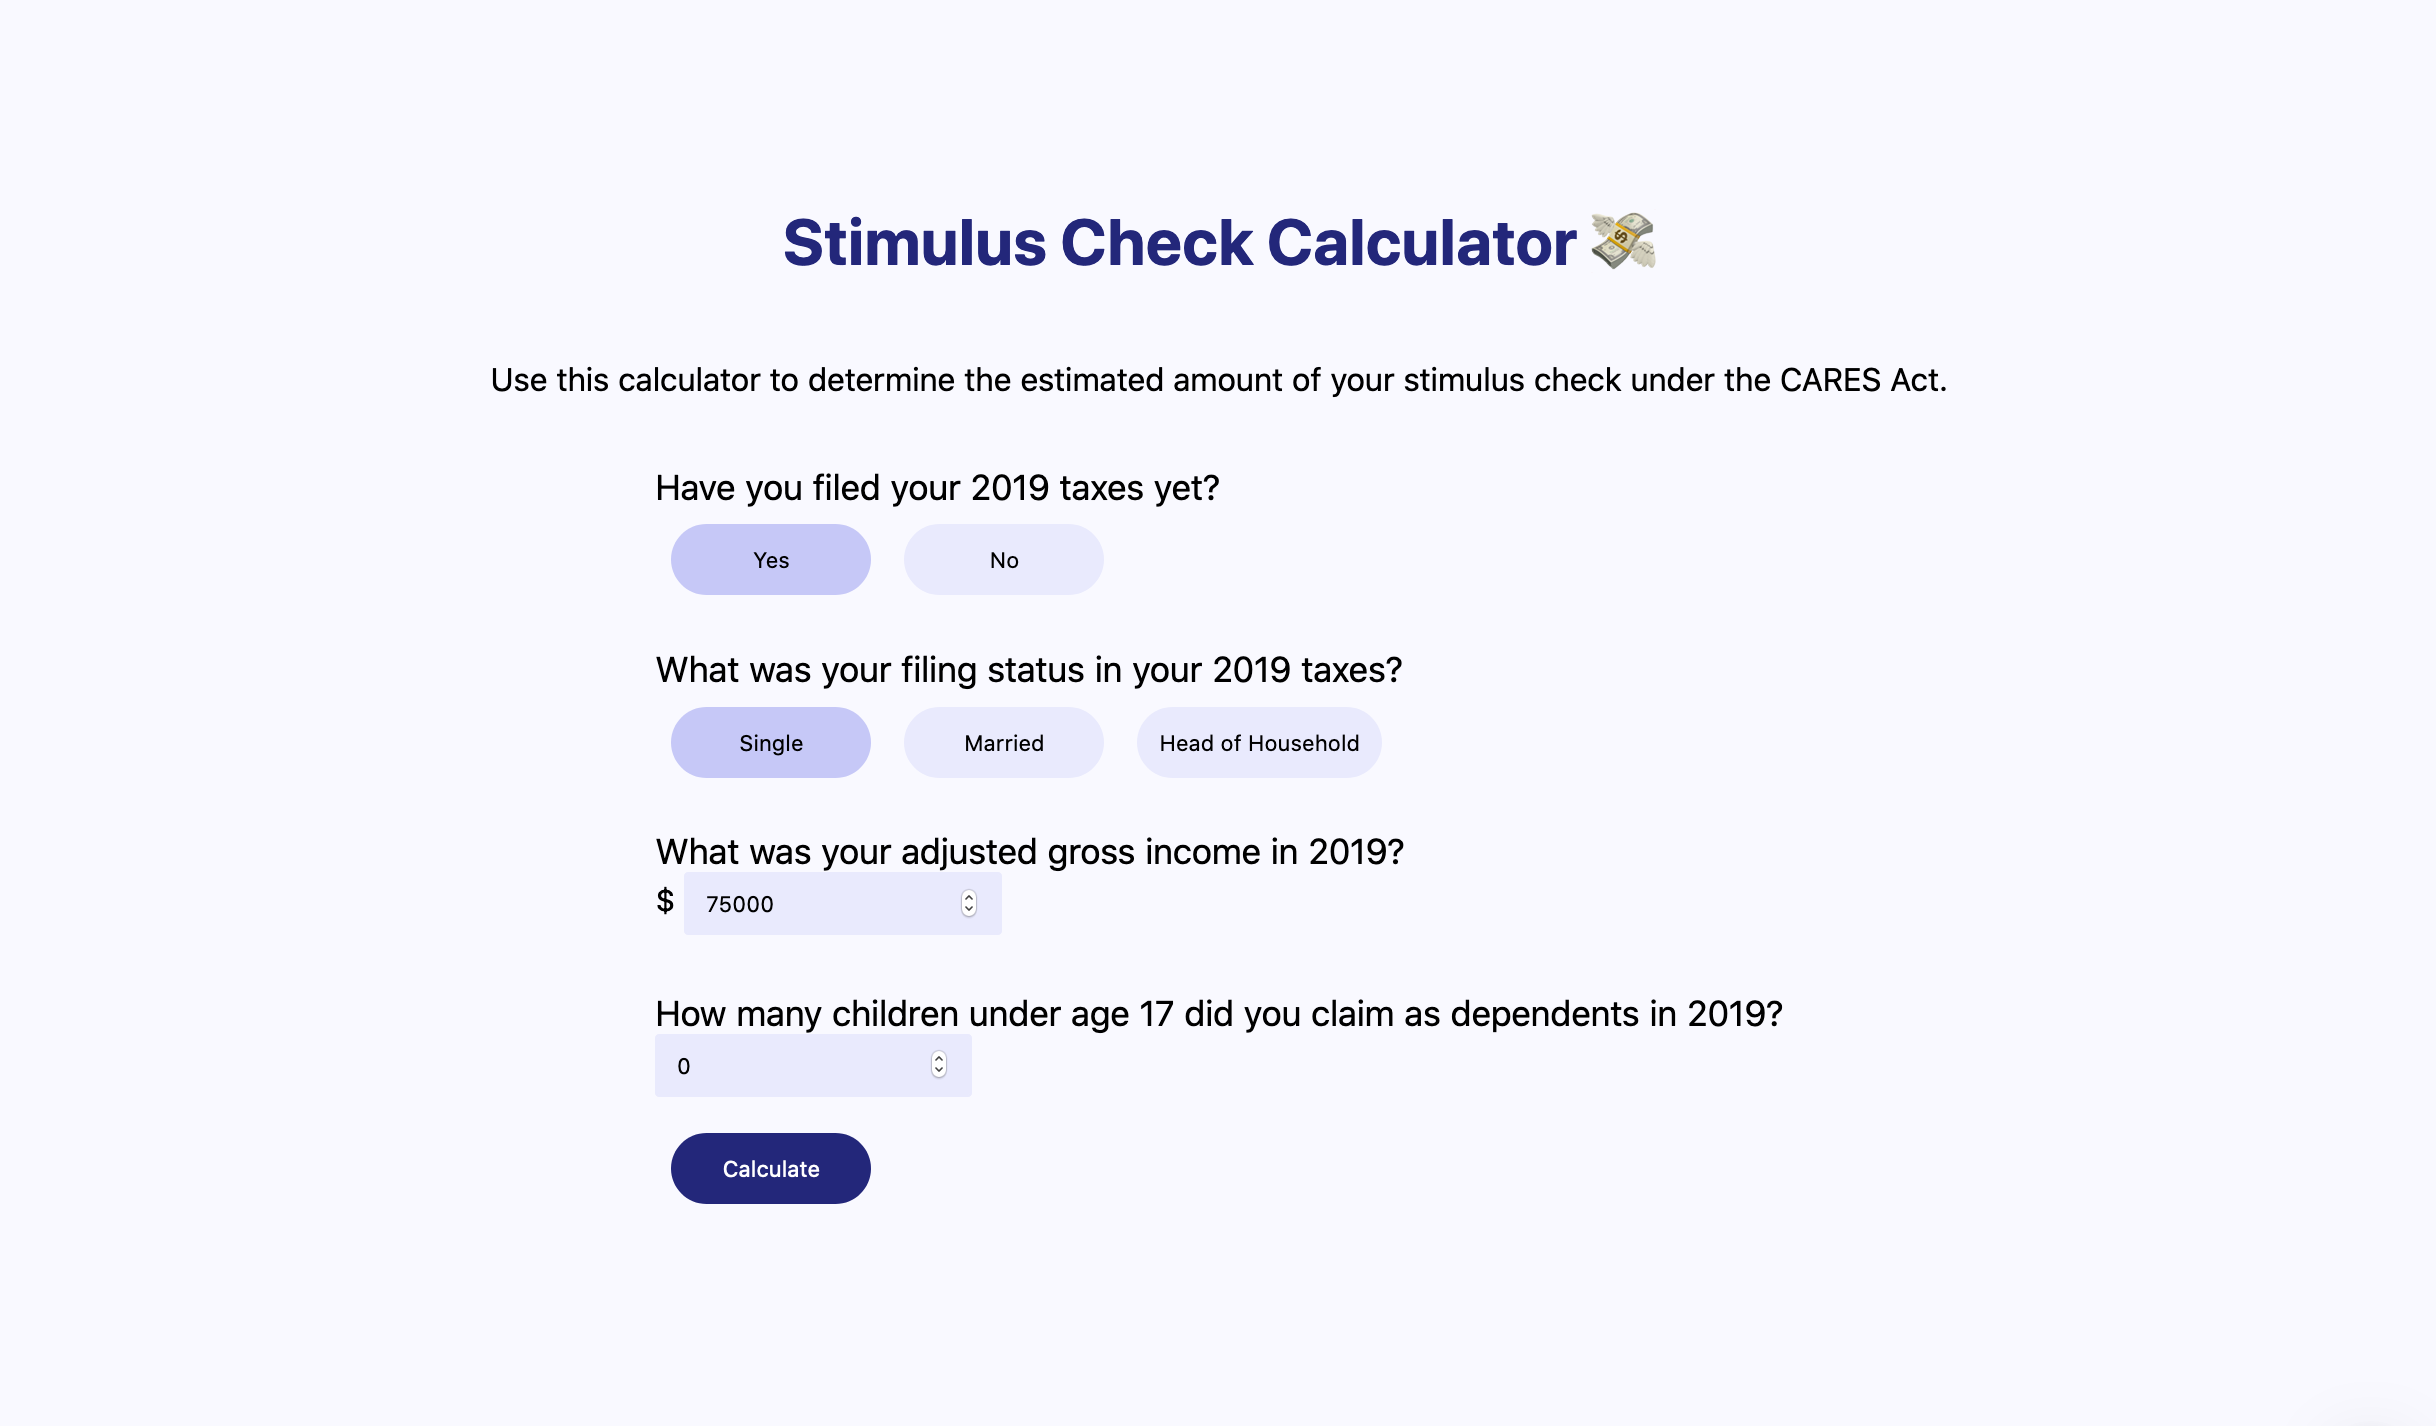 Stimulus Check Calculator 💸
Use this calculator to determine the estimated amount of your stimulus check under the CARES Act.
Have you filed your 2019 taxes yet?
Yes No
What was your filing status in your 2019 taxes?
Single Married Head of Household
What was your adjusted gross income in 2019?
$ 75000
How many children under age 17 did you claim as dependents in 2019?
0
Calculate